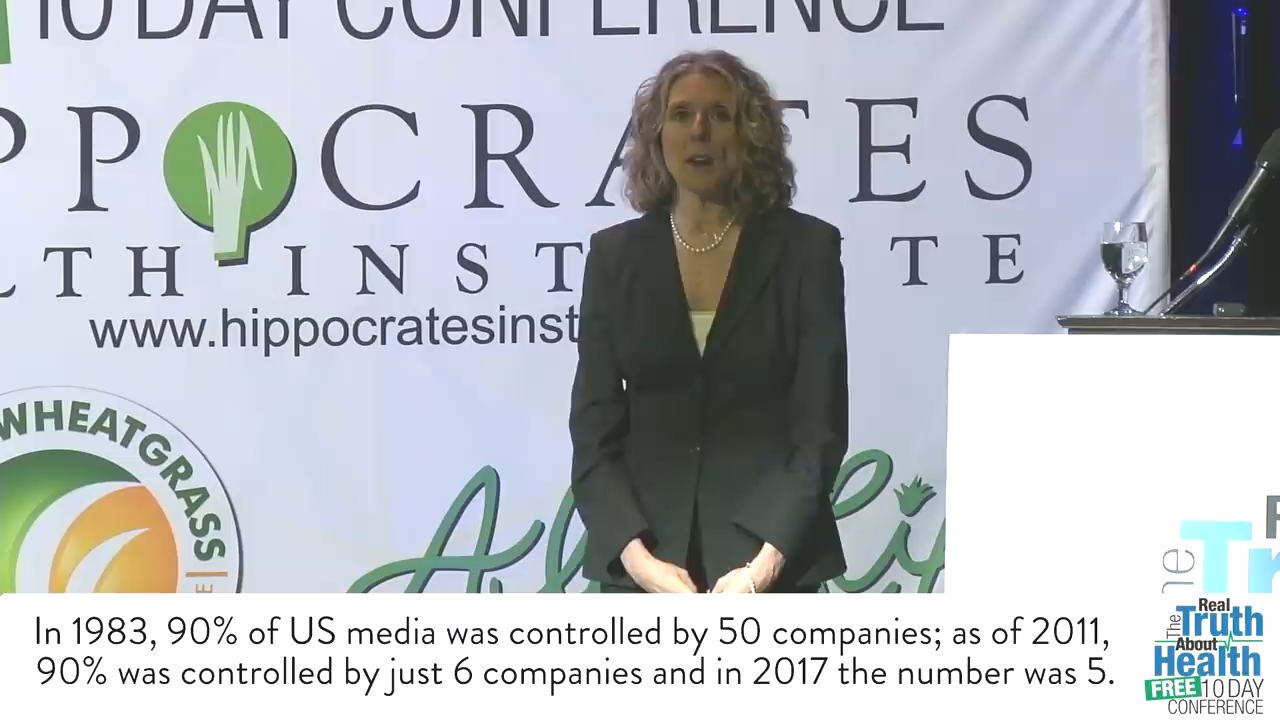 10 DAY CONFERENCE
PP CRATES
LTH INSTITUTE
www.hippocratesinst
WHEATGRASS
In 1983, 90% of US media was controlled by 50 companies; as of 2011,
90% was controlled by just 6 companies and in 2017 the number was 5.
The
Real
Truth
About
Health
FREE 10 DAY
CONFERENCE